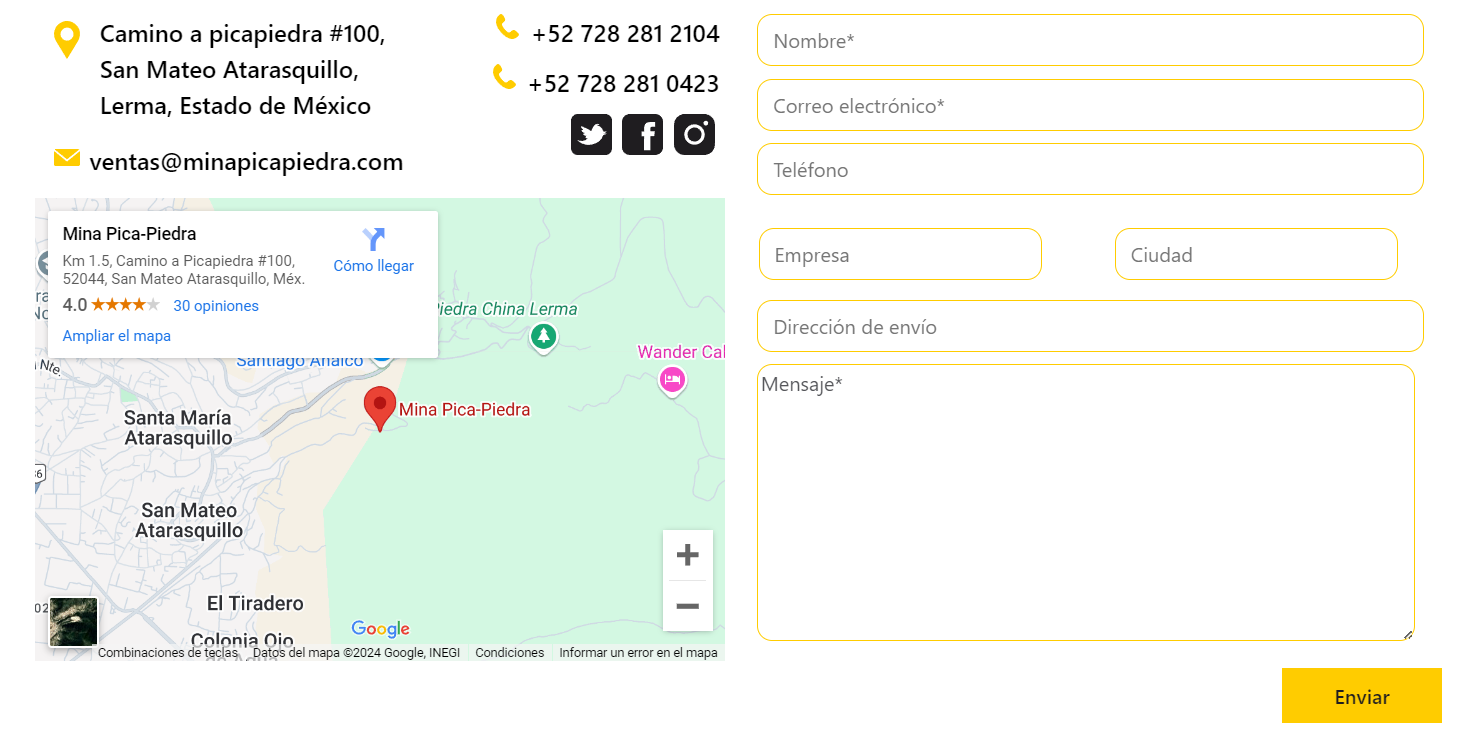 Camino a picapiedra #100,
San Mateo Atarasquillo,
Lerma, Estado de México
ventas@minapicapiedra.com
+52 728 281 2104
+52 728 281 0423
Mina Pica-Piedra
Km 1.5, Camino a Picapiedra #100,
52044, San Mateo Atarasquillo, Méx.
Cómo llegar
4.0
30 opiniones
Ampliar el mapa
Piedra China Lerma
Santiago Analco
Wander Cal
Nte.
Mina Pica-Piedra
Santa María
Atarasquillo
San Mateo
Atarasquillo
El Tiradero
Colonia Ojo
de Agua
Google
Combinaciones de teclas
Datos del mapa ©2024 Google, INEGI
Condiciones
Informar un error en el mapa
Nombre*
Correo electrónico*
Teléfono
Empresa
Ciudad
Dirección de envío
Mensaje*
Enviar